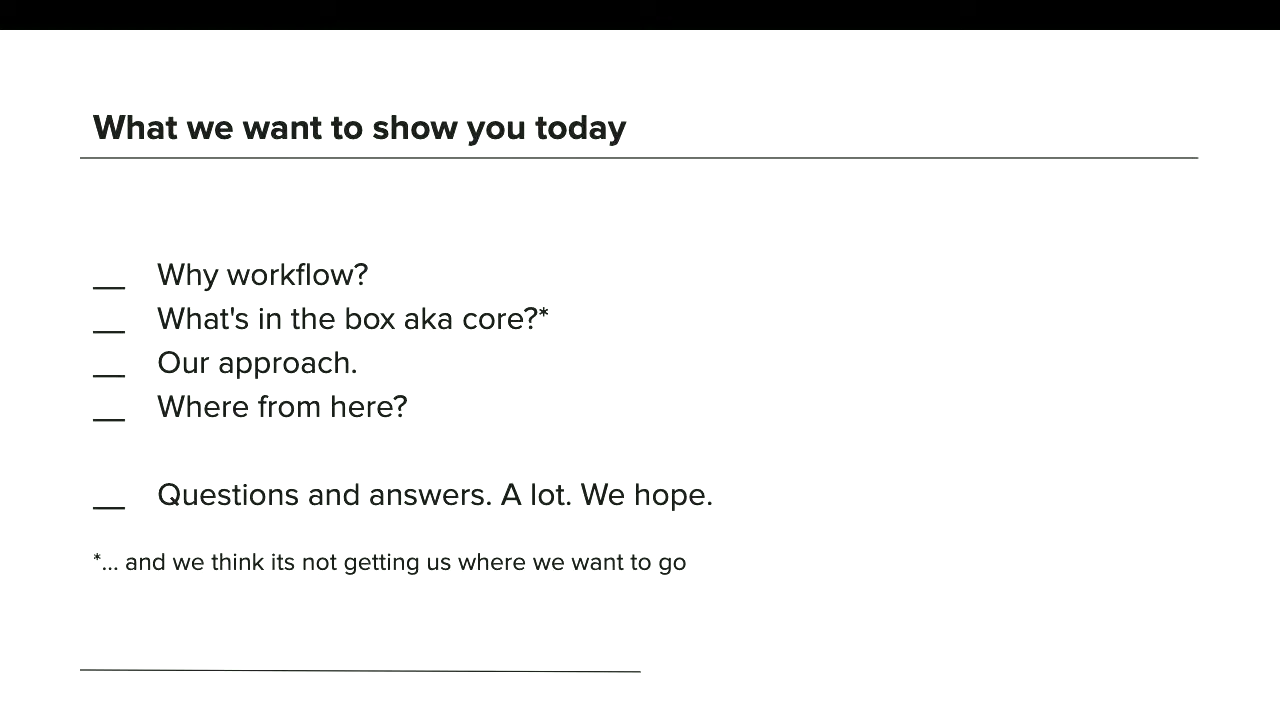 What we want to show you today
__ Why workflow?
__ What's in the box aka core?*
__ Our approach.
__ Where from here?
__ Questions and answers. A lot. We hope.
*... and we think its not getting us where we want to go